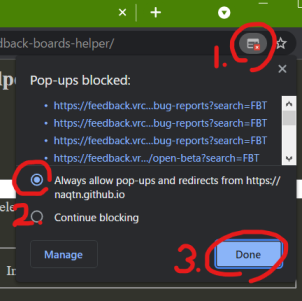 dback-boards-helper/
1.
Pop-ups blocked:
https://feedback.vrc...bug-reports?search=FBT
https://feedback.vrc...bug-reports?search=FBT
https://feedback.vrc...bug-reports?search=FBT
https://feedback.vr.../open-beta?search=FBT
Always allow pop-ups and redirects from https://
naqtn.github.io
2.
Continue blocking
3.
Manage
Done